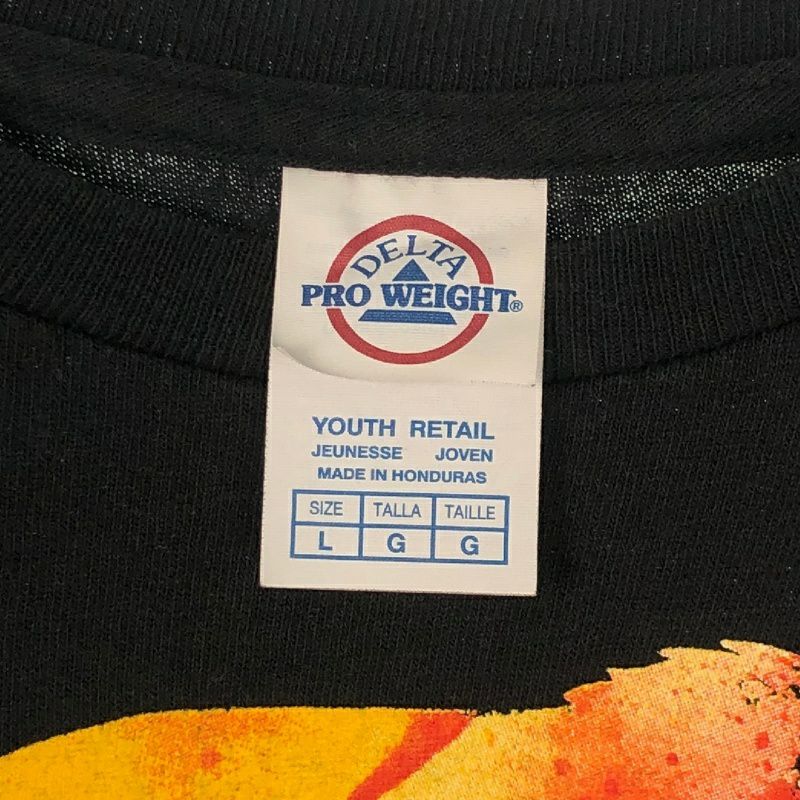 DELTA
PRO WEIGHT®
YOUTH RETAIL
JEUNESSE JOVEN
MADE IN HONDURAS
SIZE TALLA TAILLE
L G G